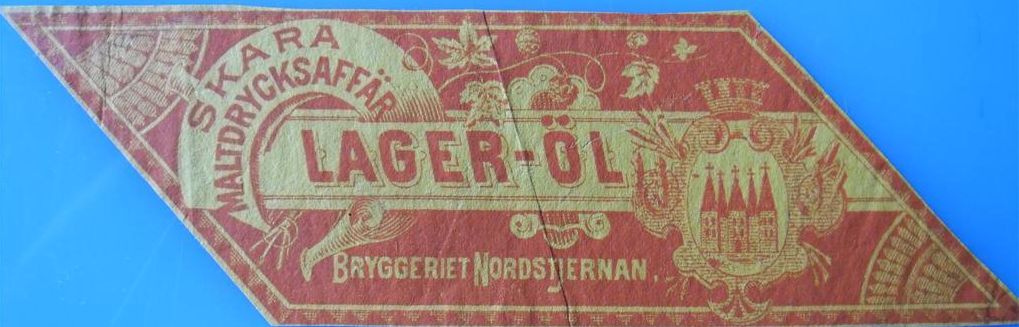 SKARA
MALTDRYCKSAFFÄR
LAGER-ÖL
BRYGGERIET NORDSTJERNAN.